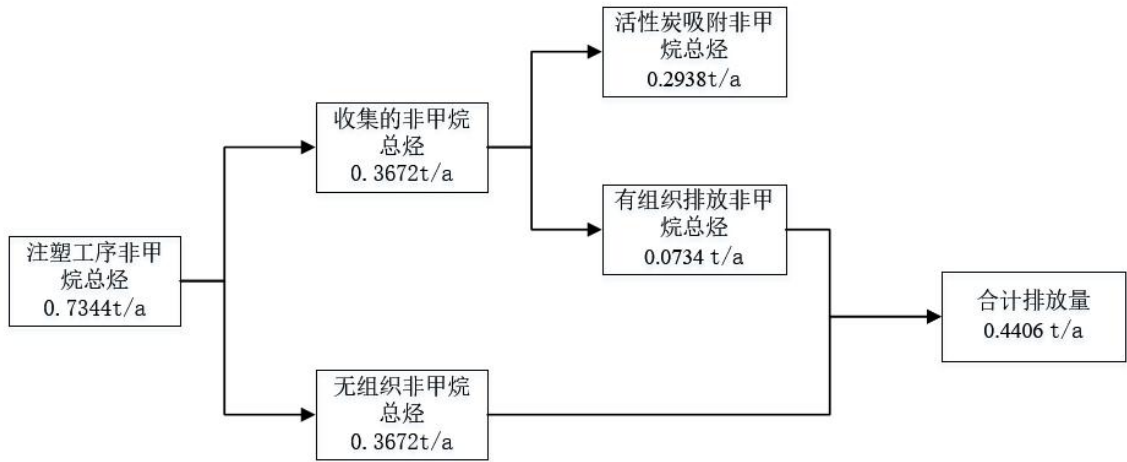 活性炭吸附非甲
烷总烃
0.2938t/a
收集的非甲烷
总烃
0.3672t/a
有组织排放非甲
烷总烃
0.0734 t/a
注塑工序非甲
烷总烃
0.7344t/a
合计排放量
0.4406 t/a
无组织非甲烷
总烃
0.3672t/a